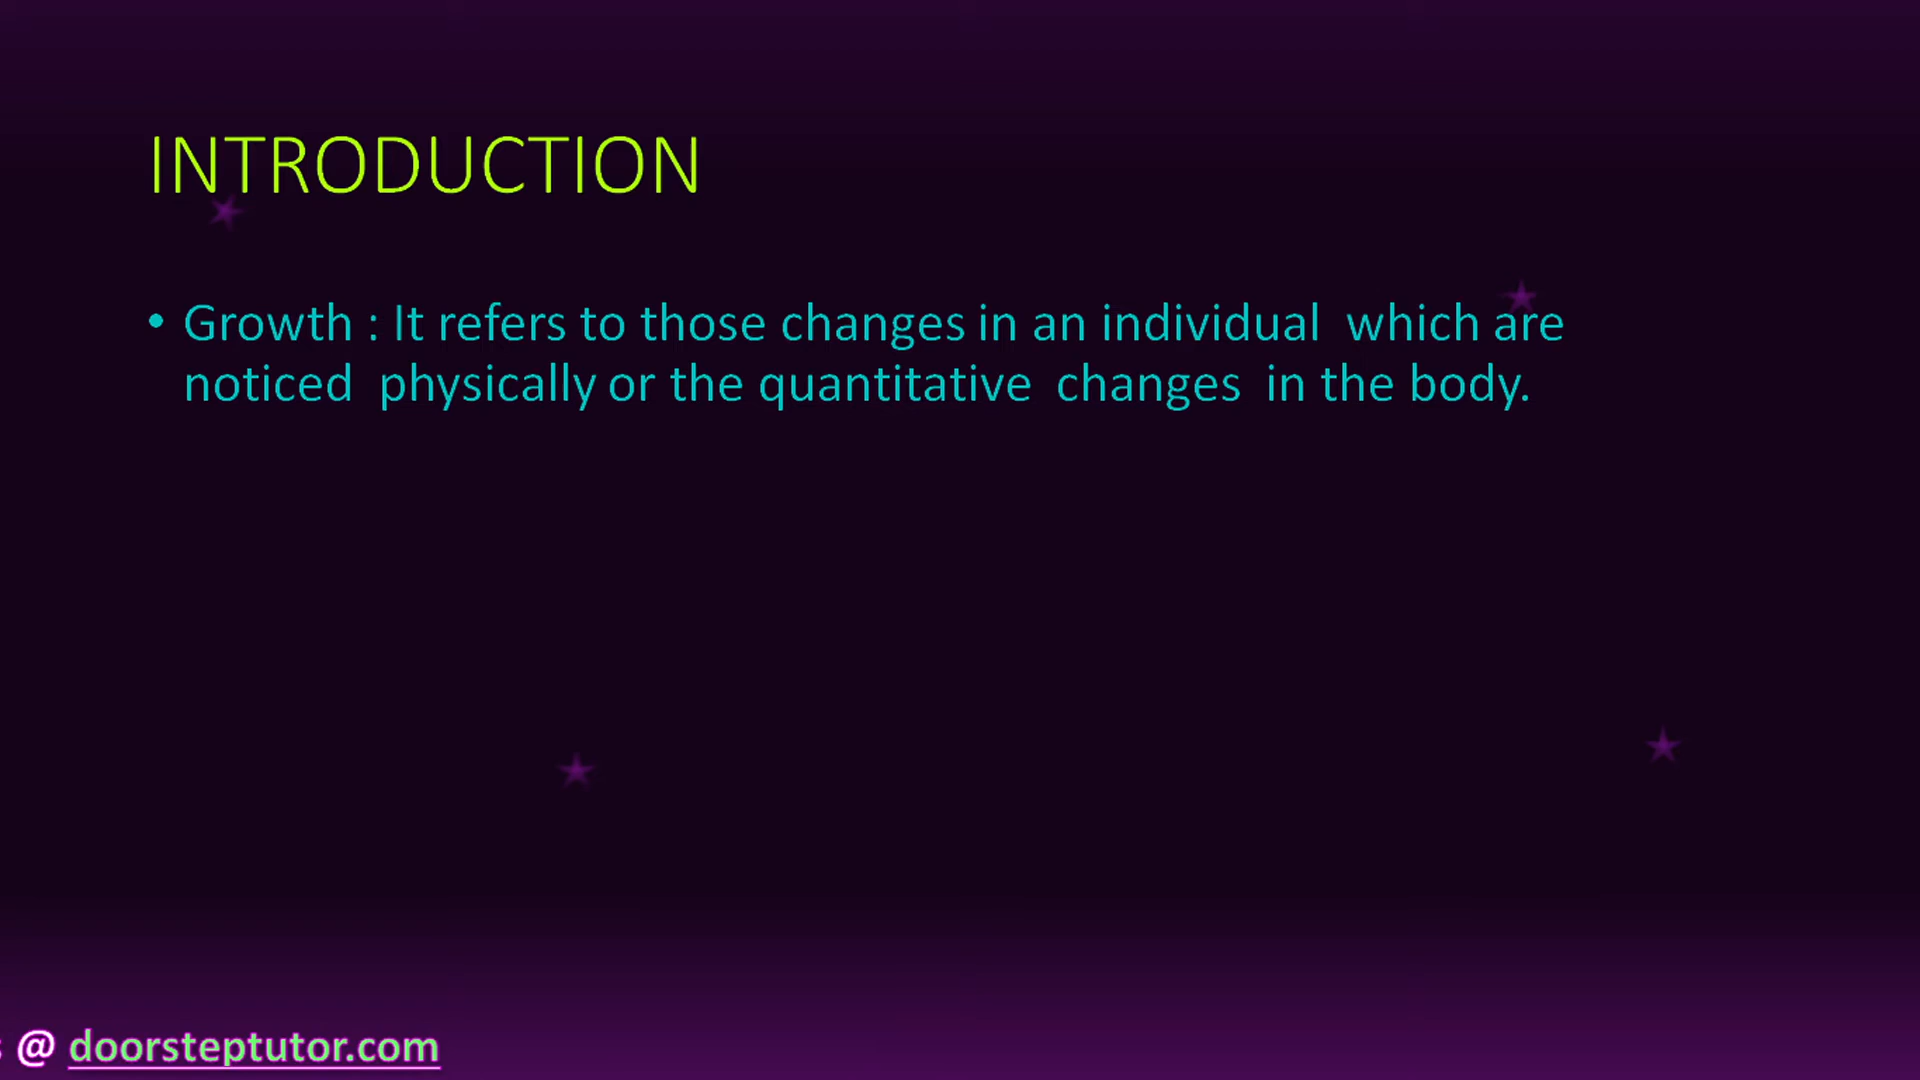 INTRODUCTION
• Growth : It refers to those changes in an individual which are
noticed physically or the quantitative changes in the body.
@ doorsteptutor.com